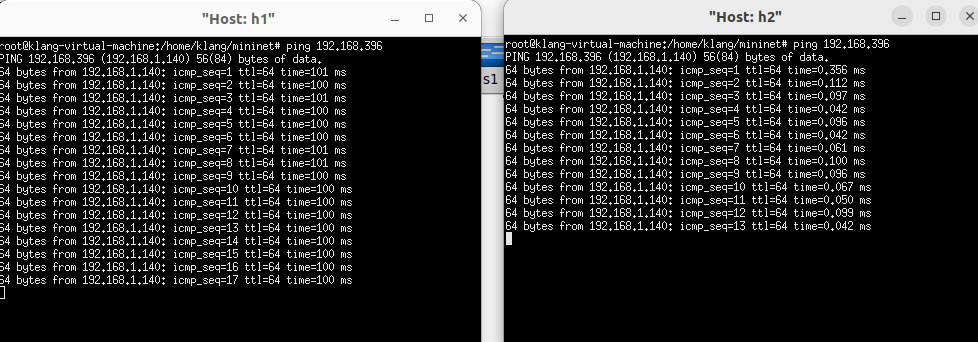 "Host: h1"
root@klang-virtual-machine:/home/klang/mininet# ping 192.168.396
PING 192.168.396 (192.168.1.140) 56(84) bytes of data.
64 bytes from 192.168.1.140: icmp_seq=1 ttl=64 time=101 ms
64 bytes from 192.168.1.140: icmp_seq=2 ttl=64 time=100 ms
64 bytes from 192.168.1.140: icmp_seq=3 ttl=64 time=101 ms
64 bytes from 192.168.1.140: icmp_seq=4 ttl=64 time=100 ms
64 bytes from 192.168.1.140: icmp_seq=5 ttl=64 time=100 ms
64 bytes from 192.168.1.140: icmp_seq=6 ttl=64 time=100 ms
64 bytes from 192.168.1.140: icmp_seq=7 ttl=64 time=101 ms
64 bytes from 192.168.1.140: icmp_seq=8 ttl=64 time=101 ms
64 bytes from 192.168.1.140: icmp_seq=9 ttl=64 time=100 ms
64 bytes from 192.168.1.140: icmp_seq=10 ttl=64 time=100 ms
64 bytes from 192.168.1.140: icmp_seq=11 ttl=64 time=100 ms
64 bytes from 192.168.1.140: icmp_seq=12 ttl=64 time=100 ms
64 bytes from 192.168.1.140: icmp_seq=13 ttl=64 time=100 ms
64 bytes from 192.168.1.140: icmp_seq=14 ttl=64 time=100 ms
64 bytes from 192.168.1.140: icmp_seq=15 ttl=64 time=100 ms
64 bytes from 192.168.1.140: icmp_seq=16 ttl=64 time=100 ms
64 bytes from 192.168.1.140: icmp_seq=17 ttl=64 time=100 ms
s1
"Host: h2"
root@klang-virtual-machine:/home/klang/mininet# ping 192.168.396
PING 192.168.396 (192.168.1.140) 56(84) bytes of data.
64 bytes from 192.168.1.140: icmp_seq=1 ttl=64 time=0.356 ms
64 bytes from 192.168.1.140: icmp_seq=2 ttl=64 time=0.112 ms
64 bytes from 192.168.1.140: icmp_seq=3 ttl=64 time=0.097 ms
64 bytes from 192.168.1.140: icmp_seq=4 ttl=64 time=0.042 ms
64 bytes from 192.168.1.140: icmp_seq=5 ttl=64 time=0.096 ms
64 bytes from 192.168.1.140: icmp_seq=6 ttl=64 time=0.042 ms
64 bytes from 192.168.1.140: icmp_seq=7 ttl=64 time=0.061 ms
64 bytes from 192.168.1.140: icmp_seq=8 ttl=64 time=0.100 ms
64 bytes from 192.168.1.140: icmp_seq=9 ttl=64 time=0.096 ms
64 bytes from 192.168.1.140: icmp_seq=10 ttl=64 time=0.067 ms
64 bytes from 192.168.1.140: icmp_seq=11 ttl=64 time=0.050 ms
64 bytes from 192.168.1.140: icmp_seq=12 ttl=64 time=0.099 ms
64 bytes from 192.168.1.140: icmp_seq=13 ttl=64 time=0.042 ms